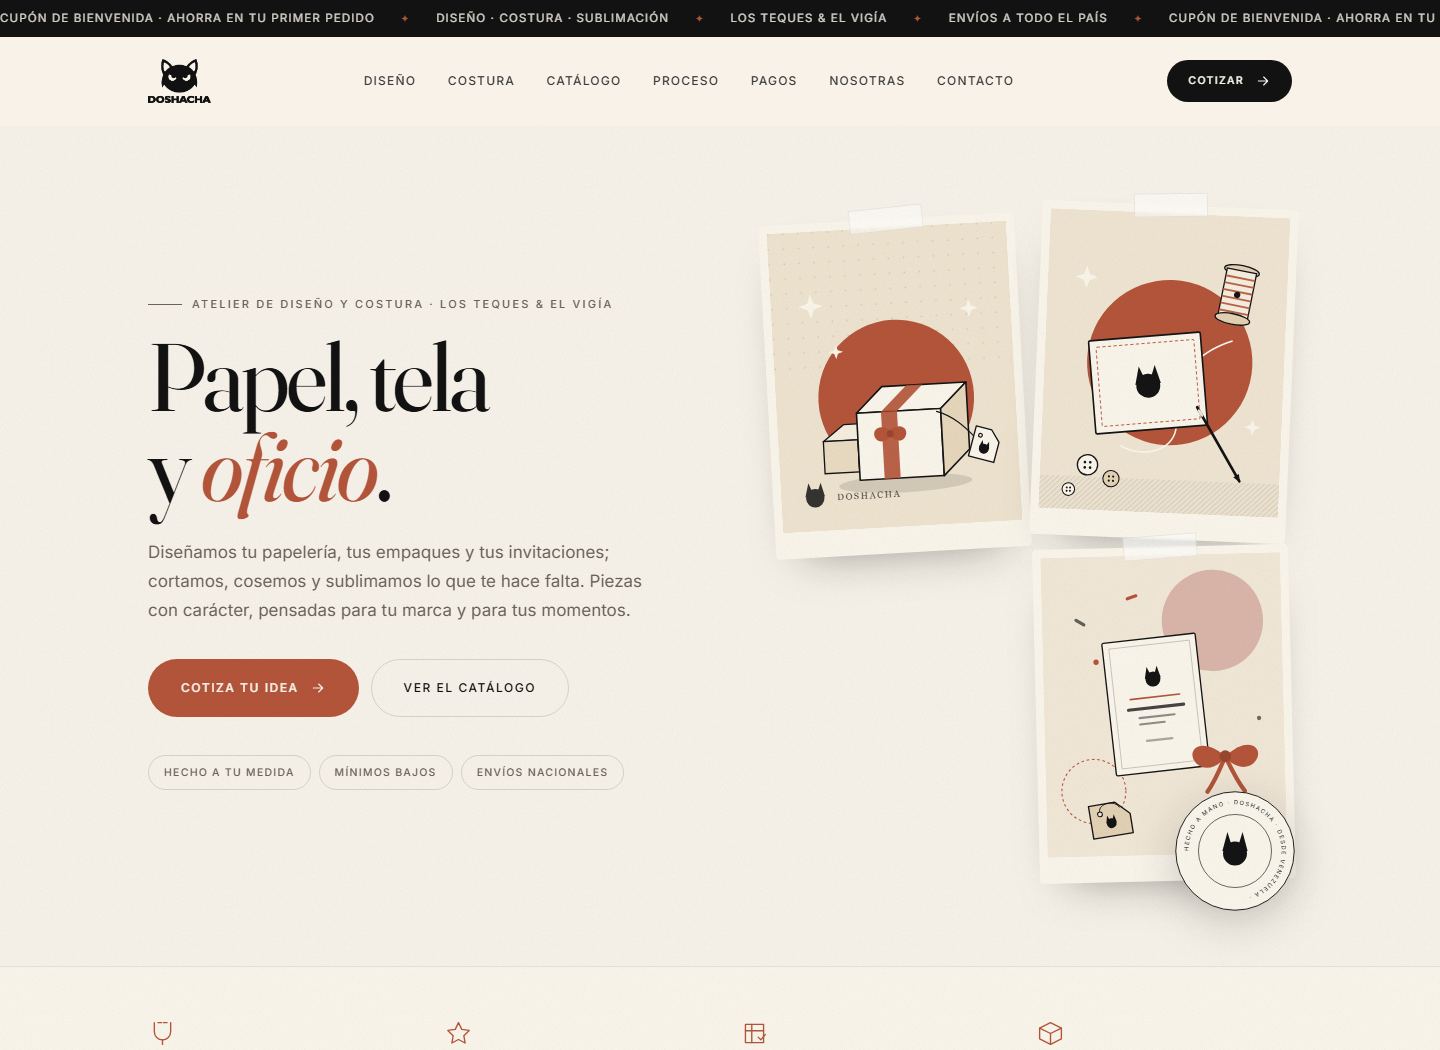 CUPÓN DE BIENVENIDA · AHORRA EN TU PRIMER PEDIDO ✦ DISEÑO · COSTURA · SUBLIMACIÓN ✦ LOS TEQUES & EL VIGÍA ✦ ENVÍOS A TODO EL PAÍS ✦ CUPÓN DE BIENVENIDA · AHORRA EN TU
DOSHACHA
DISEÑO COSTURA CATÁLOGO PROCESO PAGOS NOSOTRAS CONTACTO
COTIZAR →
ATELIER DE DISEÑO Y COSTURA · LOS TEQUES & EL VIGÍA
Papel, tela
y oficio.
Diseñamos tu papelería, tus empaques y tus invitaciones;
cortamos, cosemos y sublimamos lo que te hace falta. Piezas
con carácter, pensadas para tu marca y para tus momentos.
COTIZA TU IDEA →
VER EL CATÁLOGO
HECHO A TU MEDIDA
MÍNIMOS BAJOS
ENVÍOS NACIONALES
DOSHACHA
HECHO A MANO · DOSHACHA · DESDE VENEZUELA ·